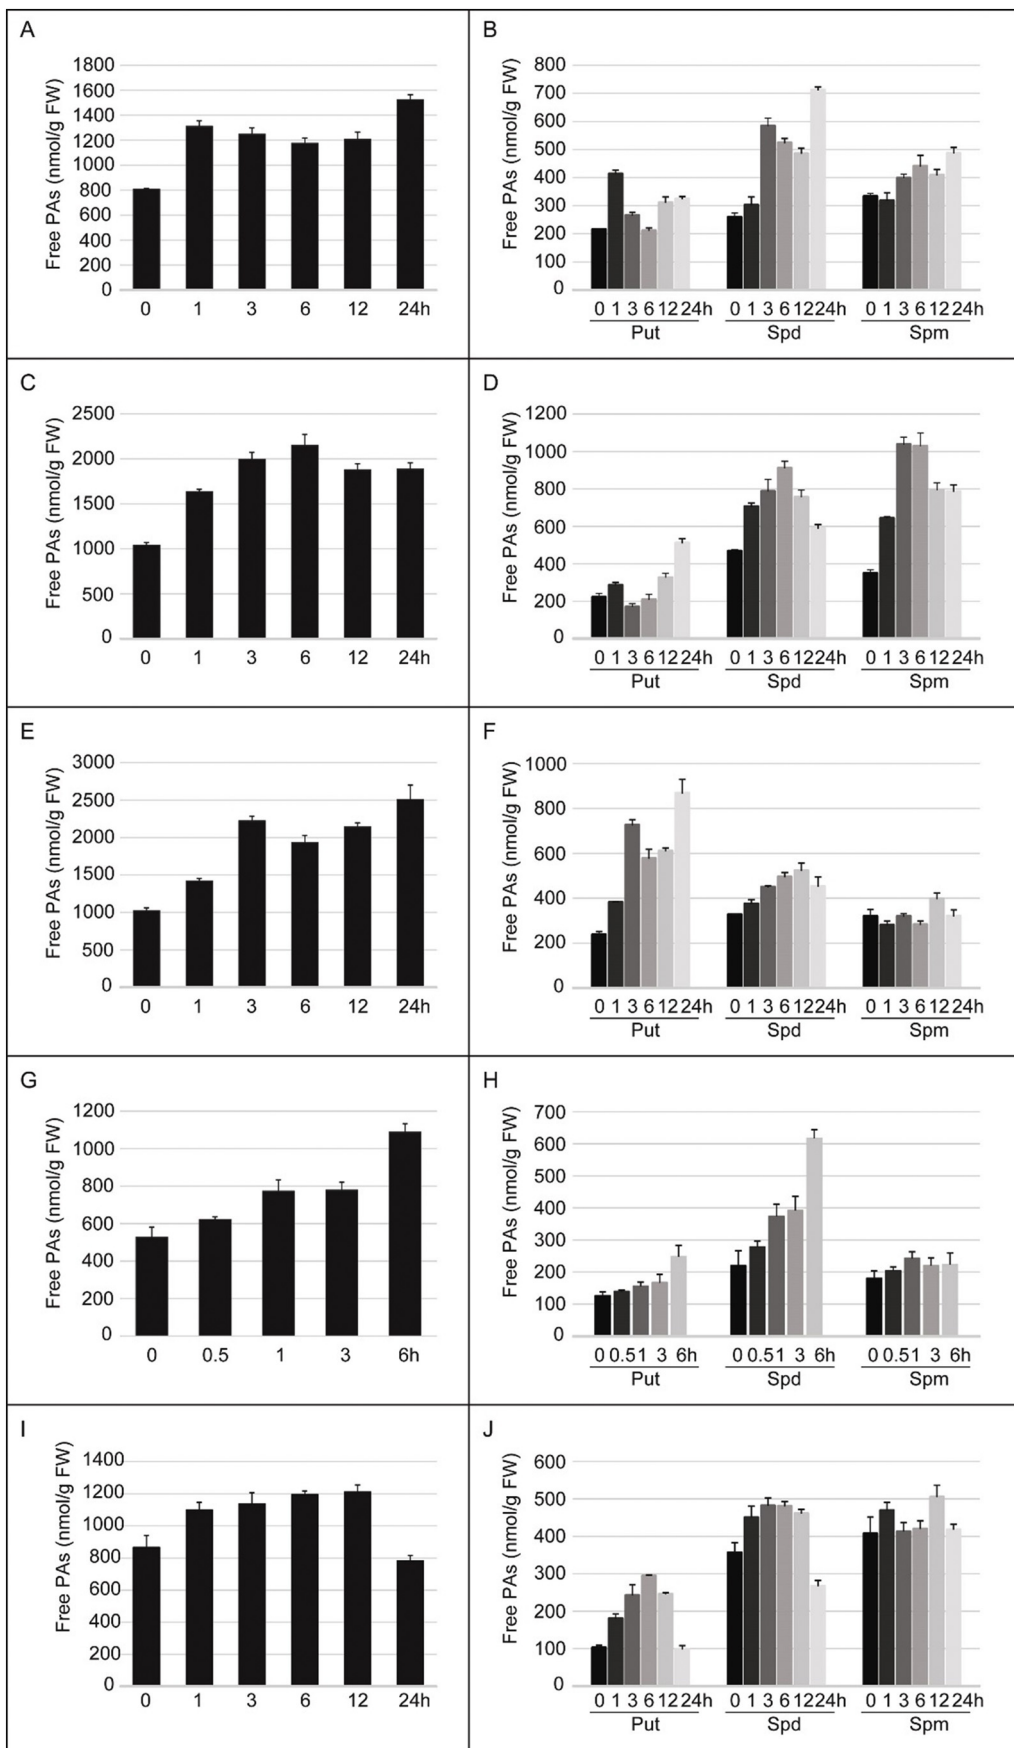 A
Free PAs (nmol/g FW)
1800
1600
1400
1200
1000
800
600
400
200
0
0 1 3 6 12 24h
B
Free PAs (nmol/g FW)
800
700
600
500
400
300
200
100
0
0 1 3 6 12 24h 0 1 3 6 12 24h 0 1 3 6 12 24h
Put Spd Spm
C
Free PAs (nmol/g FW)
2500
2000
1500
1000
500
0
0 1 3 6 12 24h
D
Free PAs (nmol/g FW)
1200
1000
800
600
400
200
0
0 1 3 6 12 24h 0 1 3 6 12 24h 0 1 3 6 12 24h
Put Spd Spm
E
Free PAs (nmol/g FW)
3000
2500
2000
1500
1000
500
0
0 1 3 6 12 24h
F
Free PAs (nmol/g FW)
1000
800
600
400
200
0
0 1 3 6 12 24h 0 1 3 6 12 24h 0 1 3 6 12 24h
Put Spd Spm
G
Free PAs (nmol/g FW)
1200
1000
800
600
400
200
0
0 0.5 1 3 6h
H
Free PAs (nmol/g FW)
700
600
500
400
300
200
100
0
0 0.5 1 3 6h 0 0.5 1 3 6h 0 0.5 1 3 6h
Put Spd Spm
I
Free PAs (nmol/g FW)
1400
1200
1000
800
600
400
200
0
0 1 3 6 12 24h
J
Free PAs (nmol/g FW)
600
500
400
300
200
100
0
0 1 3 6 12 24h 0 1 3 6 12 24h 0 1 3 6 12 24h
Put Spd Spm